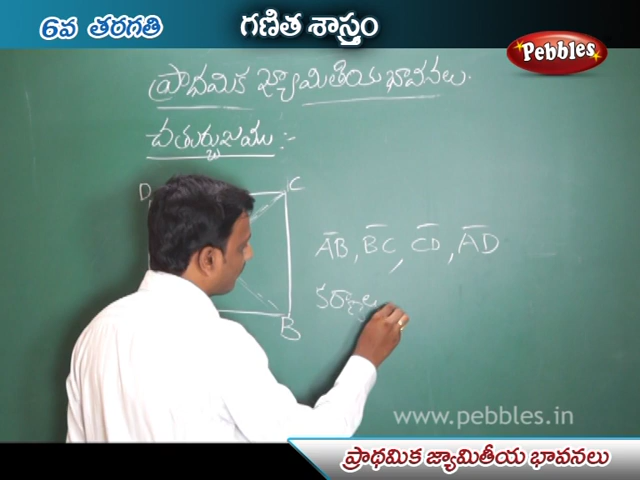 6వ తరగతి గణిత శాస్త్రం
Pebbles
ప్రాథమిక జ్యామితీయ భావనలు.
చతుర్భుజము :-
D C
AB, BC, CD, AD
B
www.pebbles.in
ప్రాథమిక జ్యామితీయ భావనలు